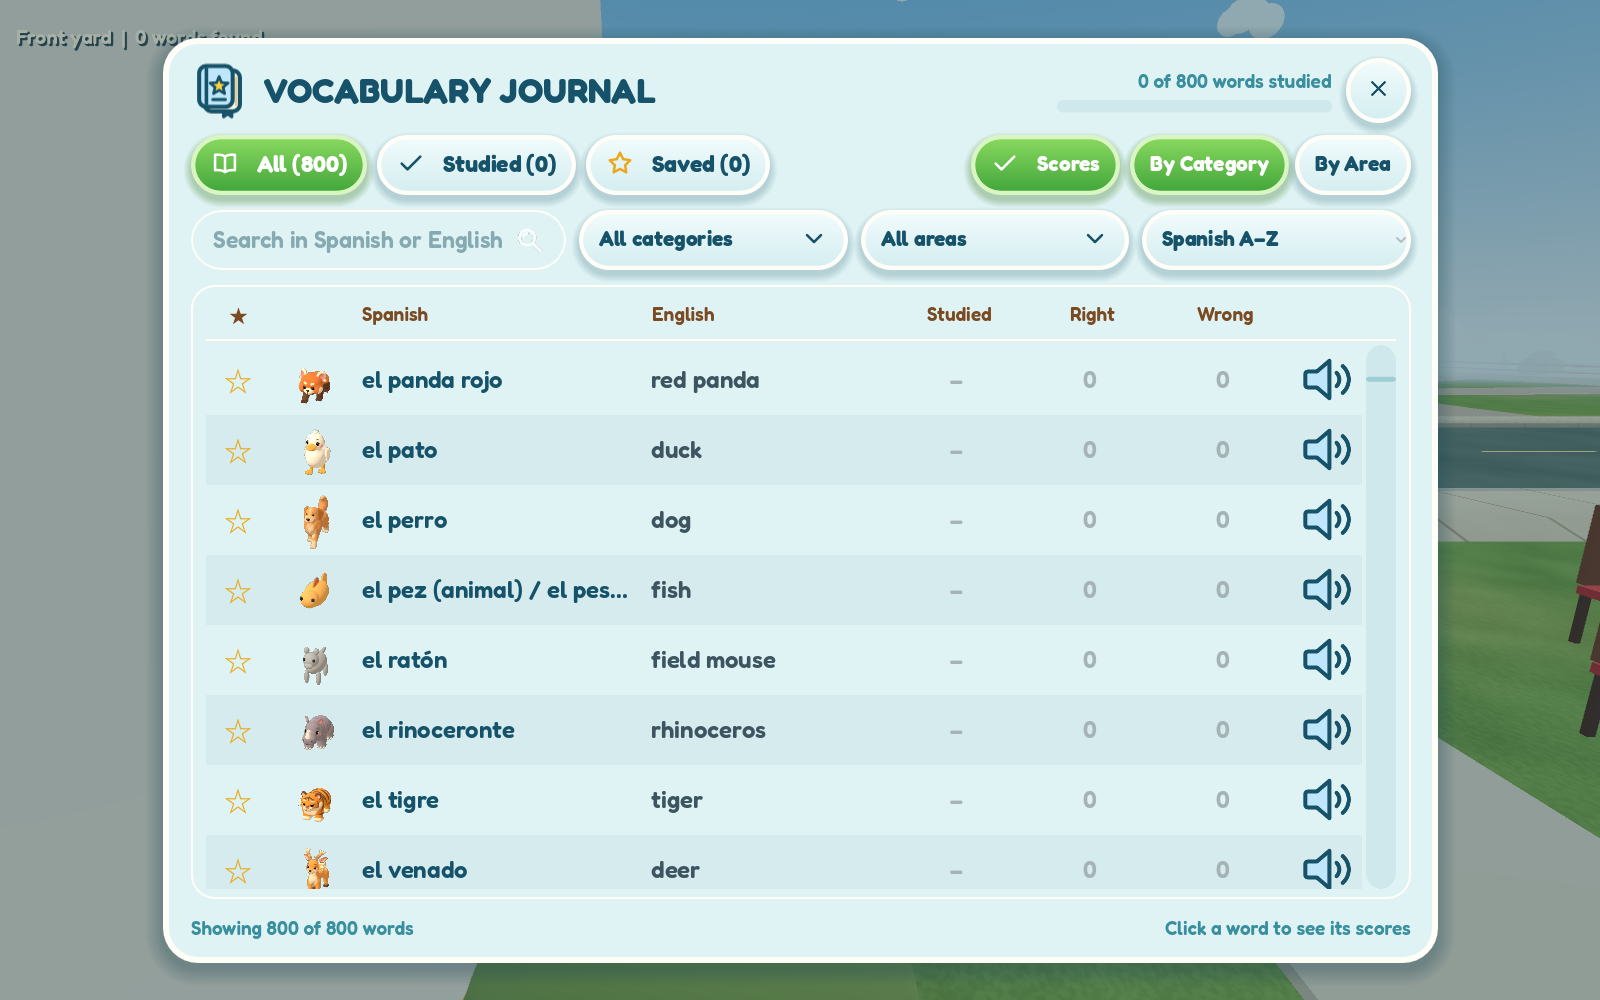 Front yard | 0 words found
VOCABULARY JOURNAL
0 of 800 words studied
All (800)
Studied (0)
Saved (0)
Scores
By Category
By Area
Search in Spanish or English
All categories
All areas
Spanish A–Z
★ Spanish English Studied Right Wrong
el panda rojo red panda – 0 0
el pato duck – 0 0
el perro dog – 0 0
el pez (animal) / el pes... fish – 0 0
el ratón field mouse – 0 0
el rinoceronte rhinoceros – 0 0
el tigre tiger – 0 0
el venado deer – 0 0
Showing 800 of 800 words
Click a word to see its scores